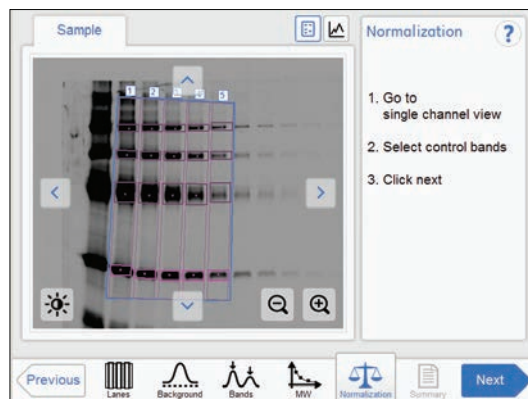 Sample
Normalization
?
1. Go to
single channel view
2. Select control bands
3. Click next
1 2 3 4 5
Previous
Lanes
Background
Bands
MW
Normalization
Summary
Next